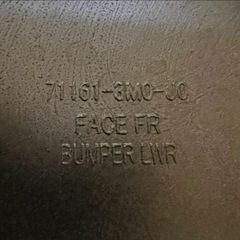 71161-3M0-J0
FACE FR
BUMPER LWR